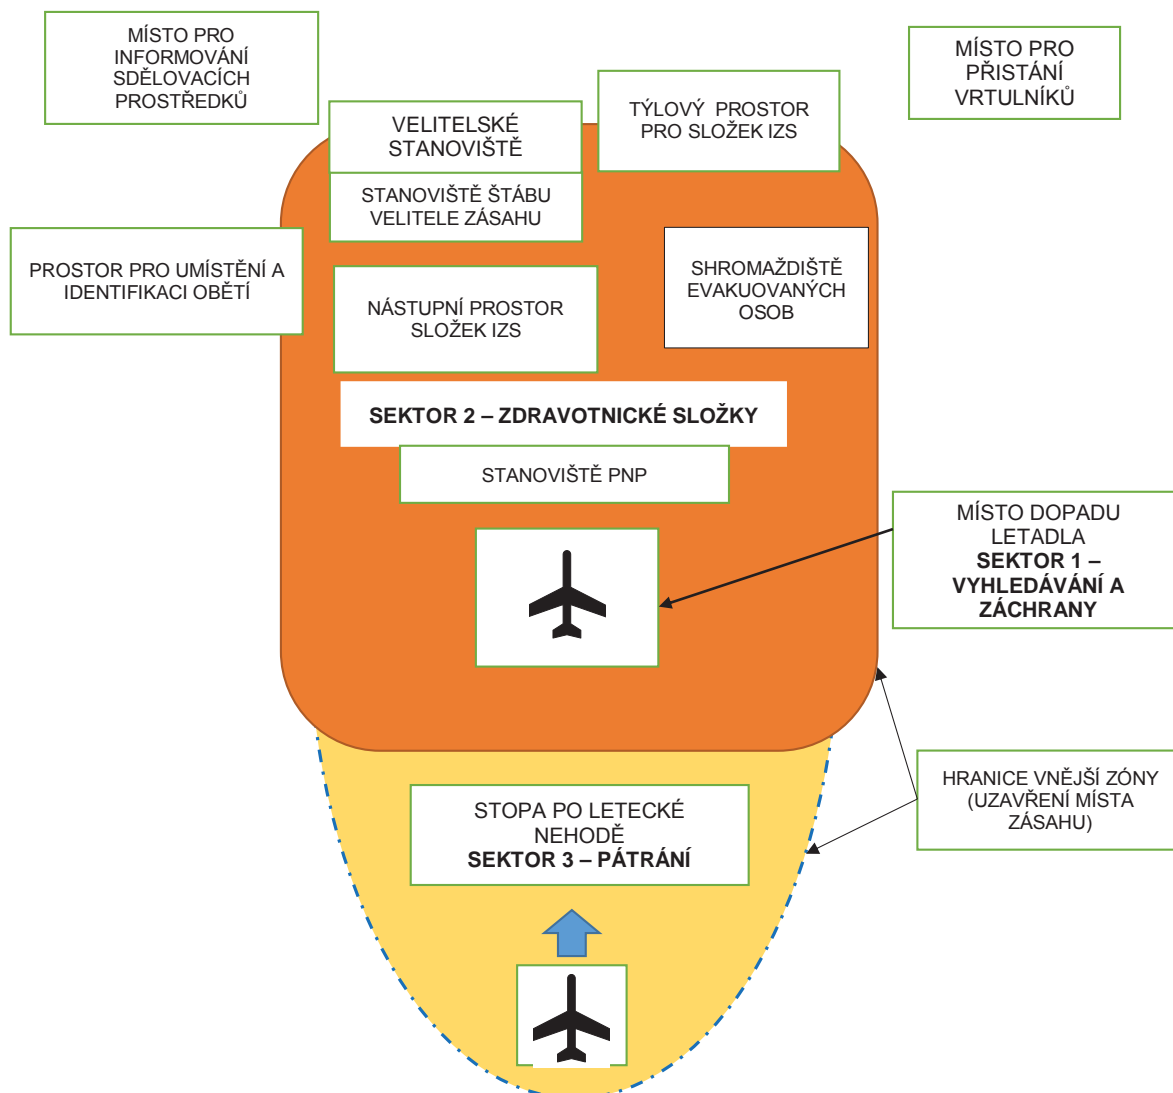 MÍSTO PRO
INFORMOVÁNÍ
SDĚLOVACÍCH
PROSTŘEDKŮ
MÍSTO PRO
PŘISTÁNÍ
VRTULNÍKŮ
VELITELSKÉ
STANOVIŠTĚ
TÝLOVÝ PROSTOR
PRO SLOŽEK IZS
STANOVIŠTĚ ŠTÁBU
VELITELE ZÁSAHU
PROSTOR PRO UMÍSTĚNÍ A
IDENTIFIKACI OBĚTÍ
NÁSTUPNÍ PROSTOR
SLOŽEK IZS
SHROMAŽDIŠTĚ
EVAKUOVANÝCH
OSOB
SEKTOR 2 – ZDRAVOTNICKÉ SLOŽKY
STANOVIŠTĚ PNP
MÍSTO DOPADU
LETADLA
SEKTOR 1 –
VYHLEDÁVÁNÍ A
ZÁCHRANY
HRANICE VNĚJŠÍ ZÓNY
(UZAVŘENÍ MÍSTA
ZÁSAHU)
STOPA PO LETECKÉ
NEHODĚ
SEKTOR 3 – PÁTRÁNÍ